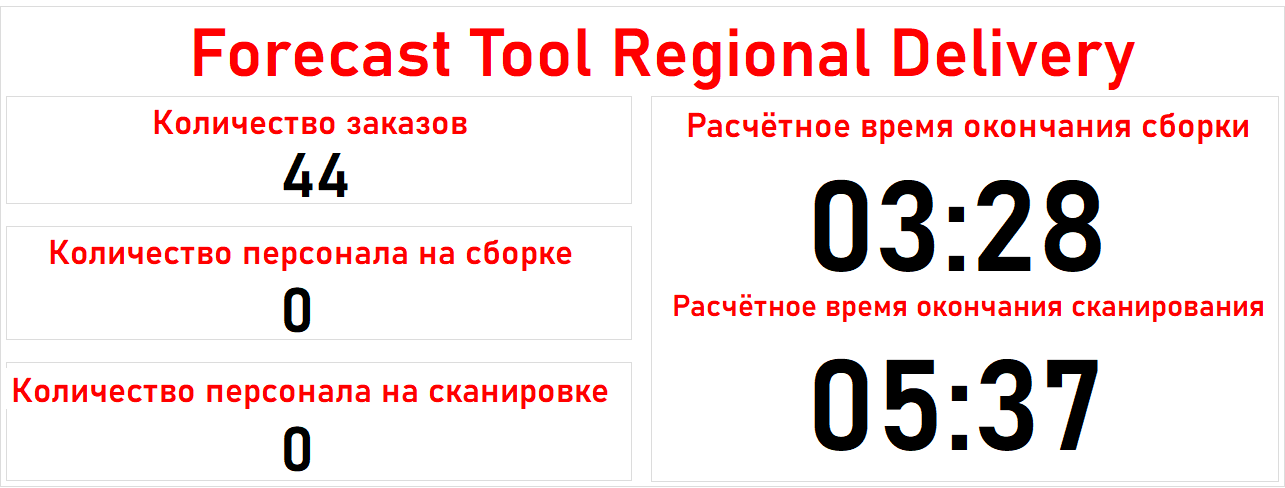 Forecast Tool Regional Delivery
Количество заказов
44
Количество персонала на сборке
0
Количество персонала на сканировке
0
Расчётное время окончания сборки
03:28
Расчётное время окончания сканирования
05:37